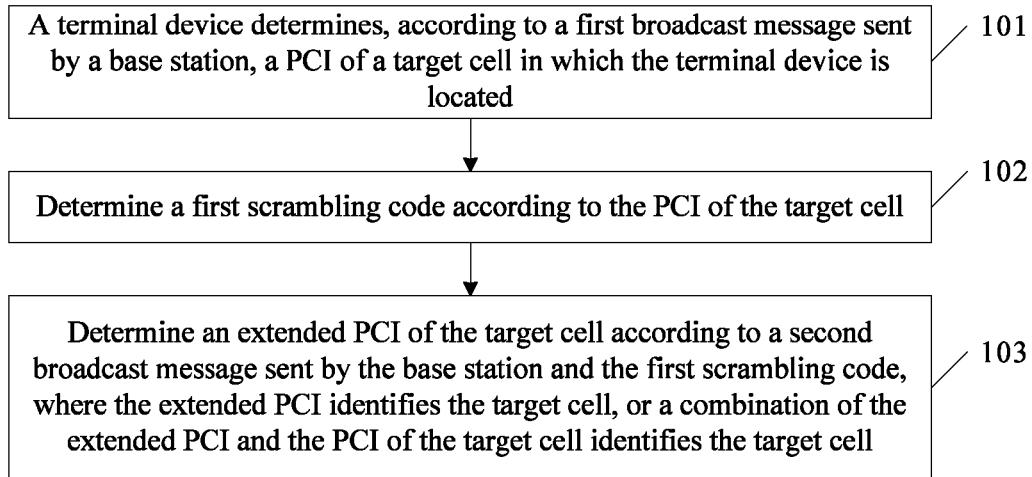 A terminal device determines, according to a first broadcast message sent
by a base station, a PCI of a target cell in which the terminal device is
located
101
Determine a first scrambling code according to the PCI of the target cell
102
Determine an extended PCI of the target cell according to a second
broadcast message sent by the base station and the first scrambling code,
where the extended PCI identifies the target cell, or a combination of the
extended PCI and the PCI of the target cell identifies the target cell
103